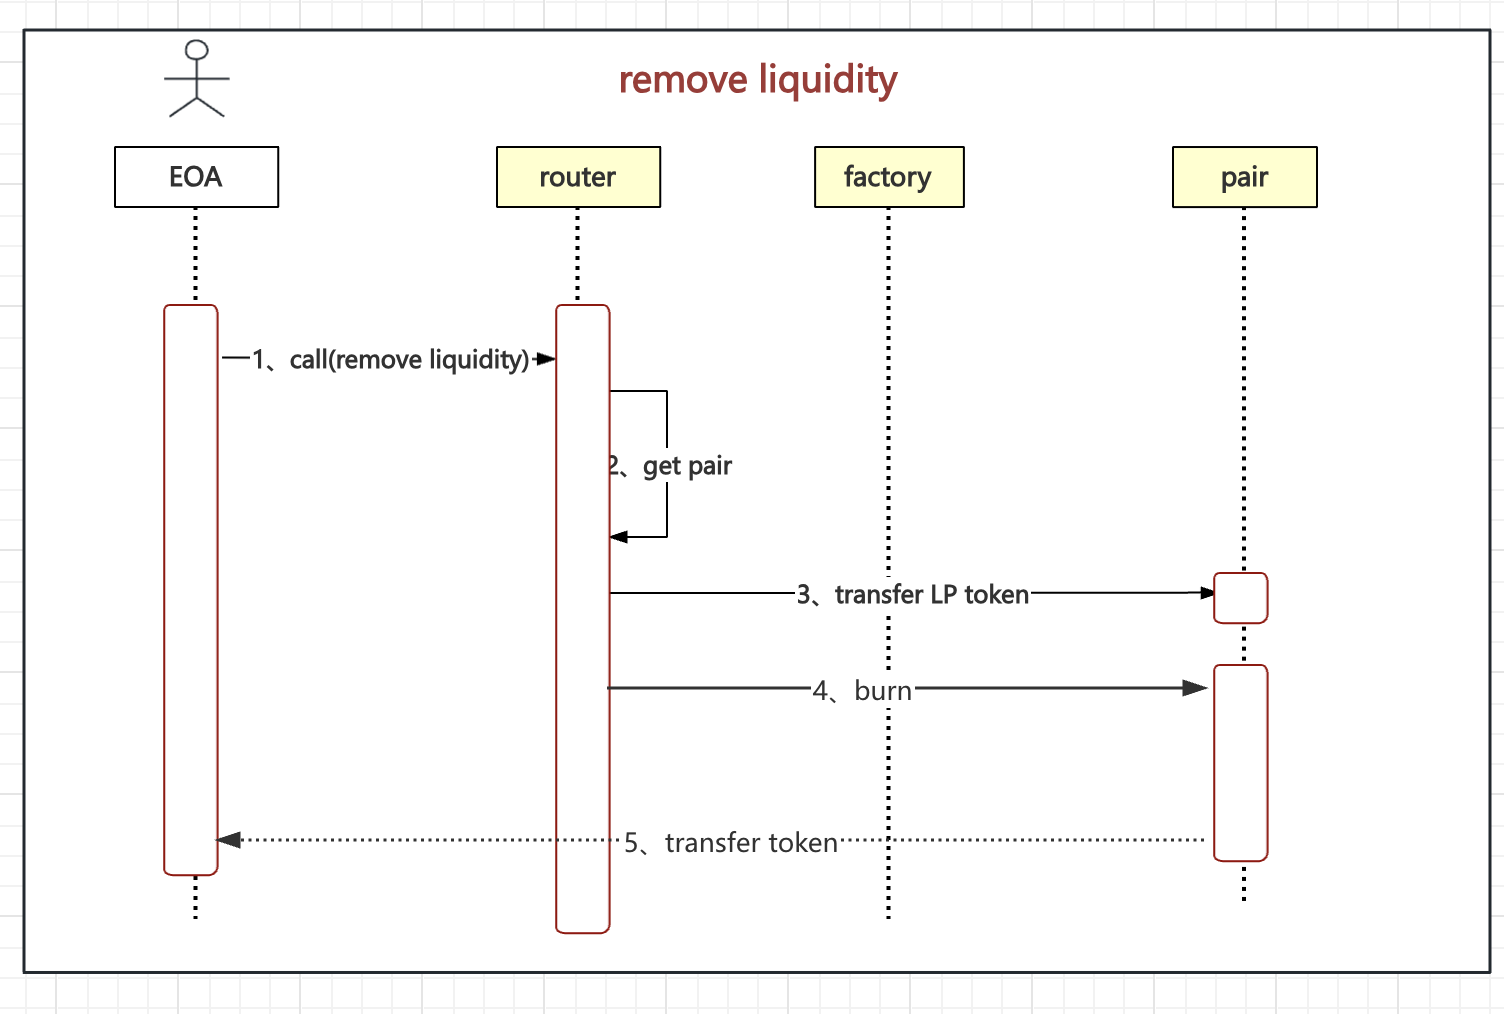 remove liquidity
EOA
router
factory
pair
1、call(remove liquidity)
2、get pair
3、transfer LP token
4、burn
5、transfer token